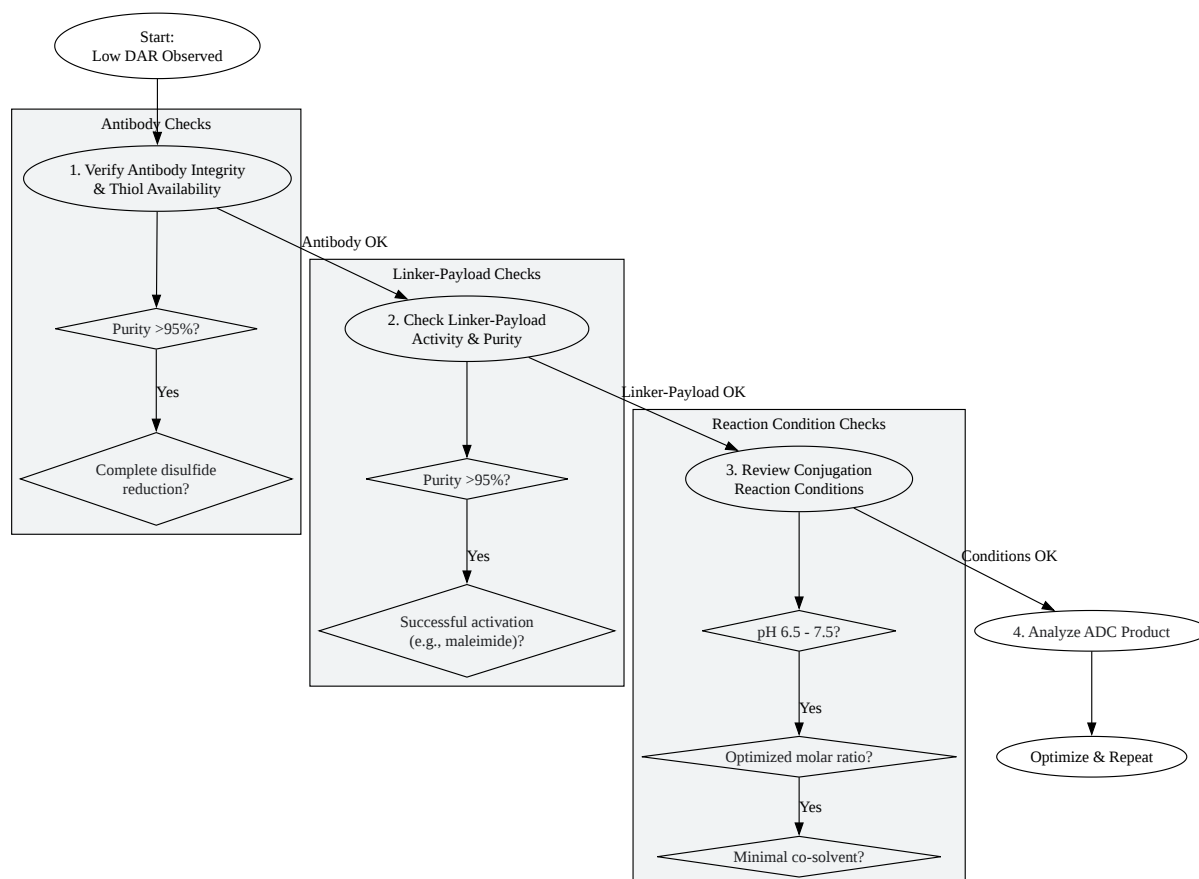 Start:
Low DAR Observed
Antibody Checks
1. Verify Antibody Integrity
& Thiol Availability
Antibody OK
Purity >95%?
Yes
Complete disulfide
reduction?
Linker-Payload Checks
2. Check Linker-Payload
Activity & Purity
Linker-Payload OK
Purity >95%?
Yes
Successful activation
(e.g., maleimide)?
Reaction Condition Checks
3. Review Conjugation
Reaction Conditions
Conditions OK
pH 6.5 - 7.5?
Yes
Optimized molar ratio?
Yes
Minimal co-solvent?
4. Analyze ADC Product
Optimize & Repeat